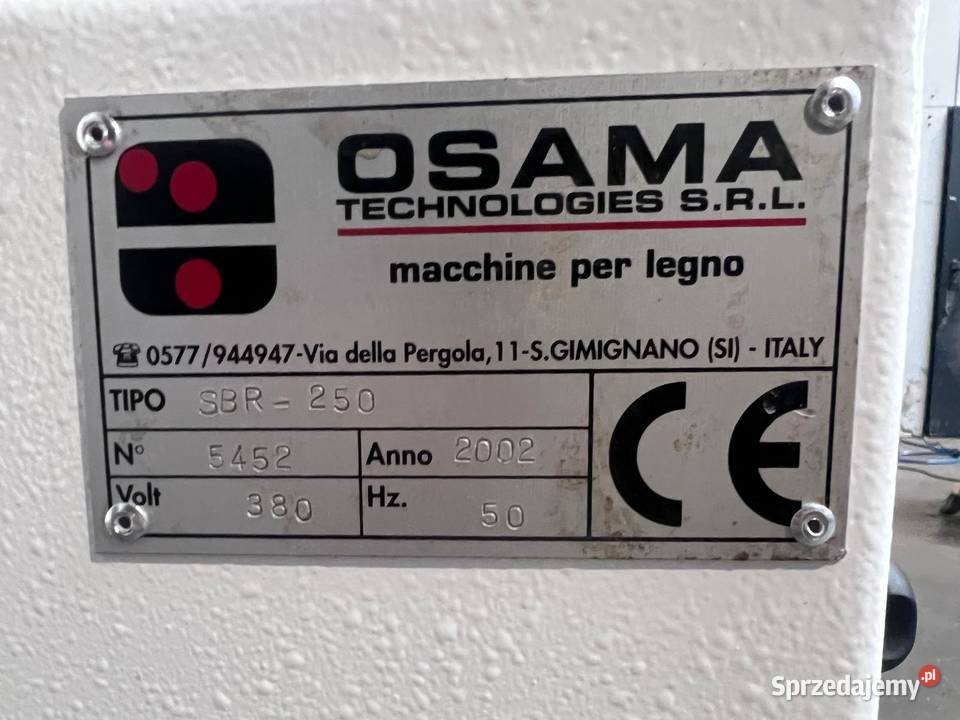 OSAMA
TECHNOLOGIES S.R.L.
macchine per legno
☎ 0577/944947-Via della Pergola,11-S.GIMIGNANO (SI) - ITALY
TIPO SBR-250
N° 5452 Anno 2002
Volt 380 Hz. 50
CE
Sprzedajemy.pl